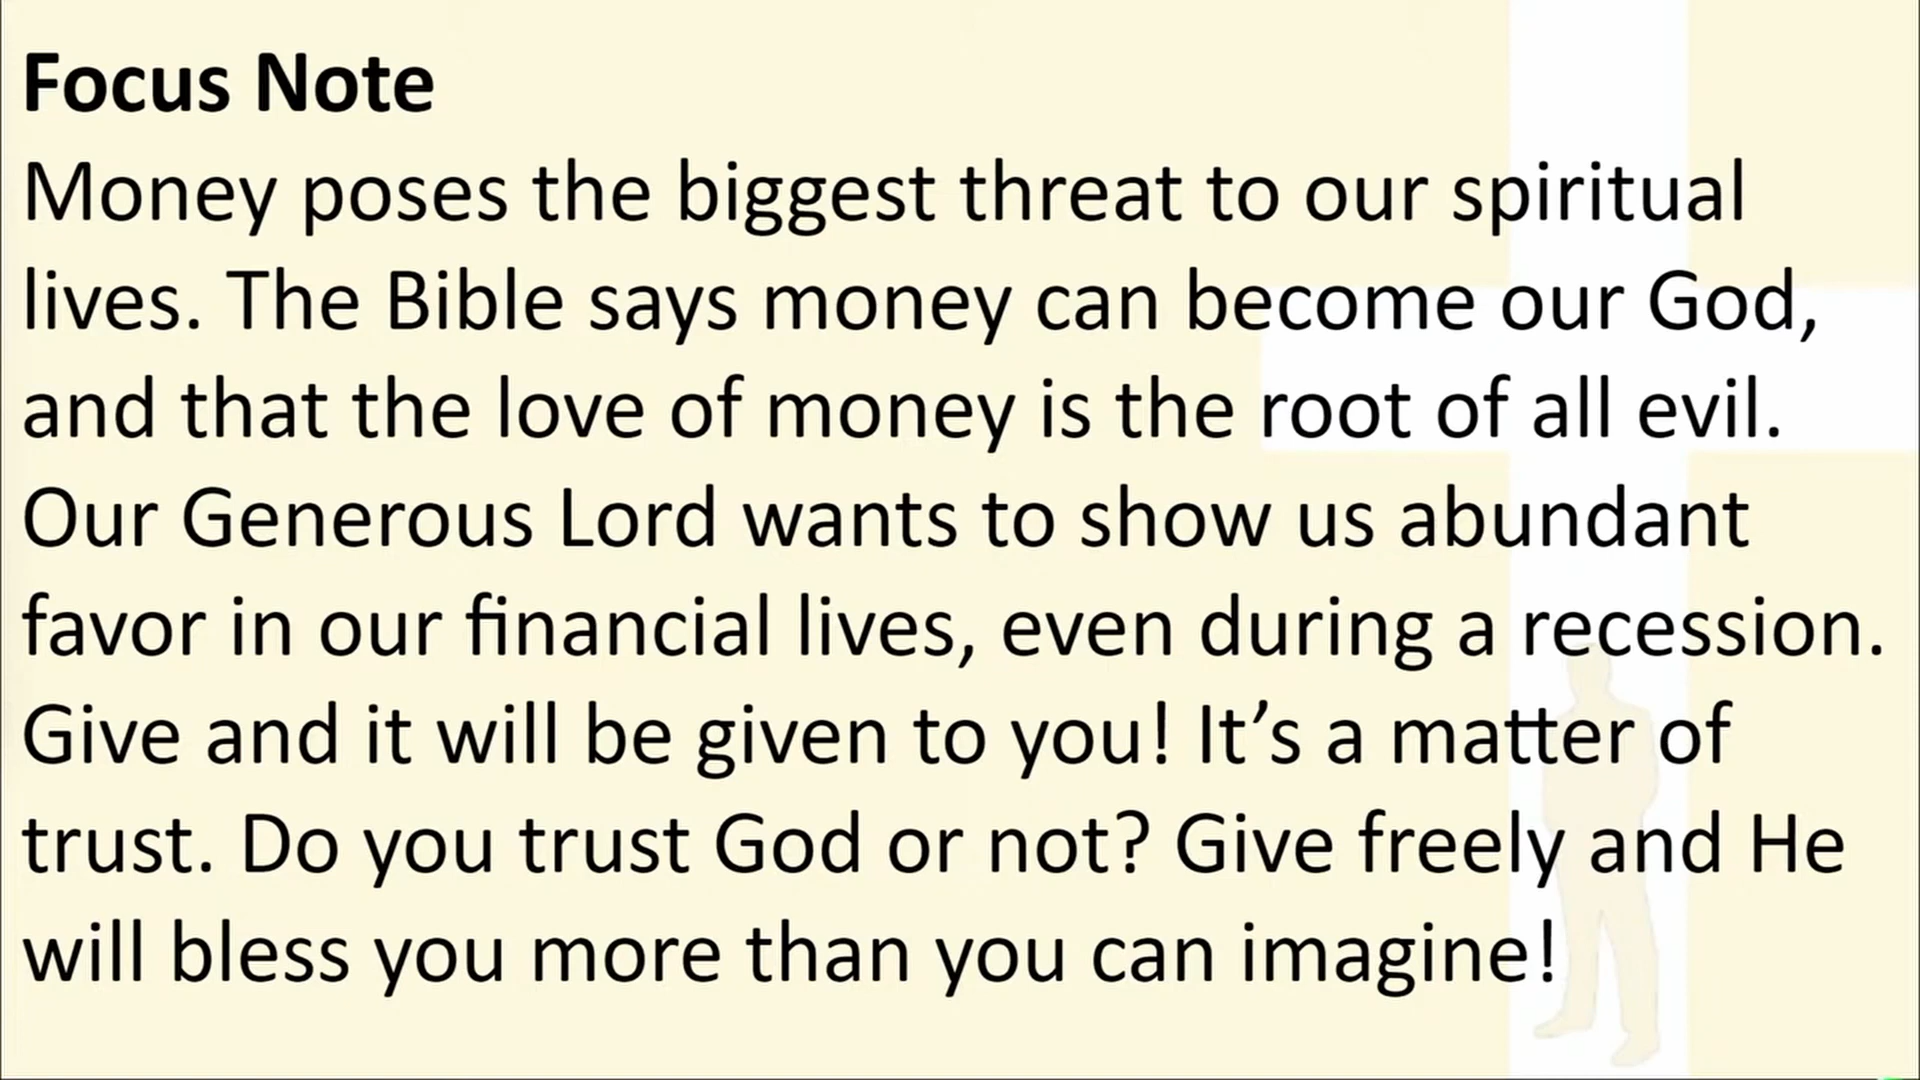 Focus Note
Money poses the biggest threat to our spiritual
lives. The Bible says money can become our God,
and that the love of money is the root of all evil.
Our Generous Lord wants to show us abundant
favor in our financial lives, even during a recession.
Give and it will be given to you! It’s a matter of
trust. Do you trust God or not? Give freely and He
will bless you more than you can imagine!